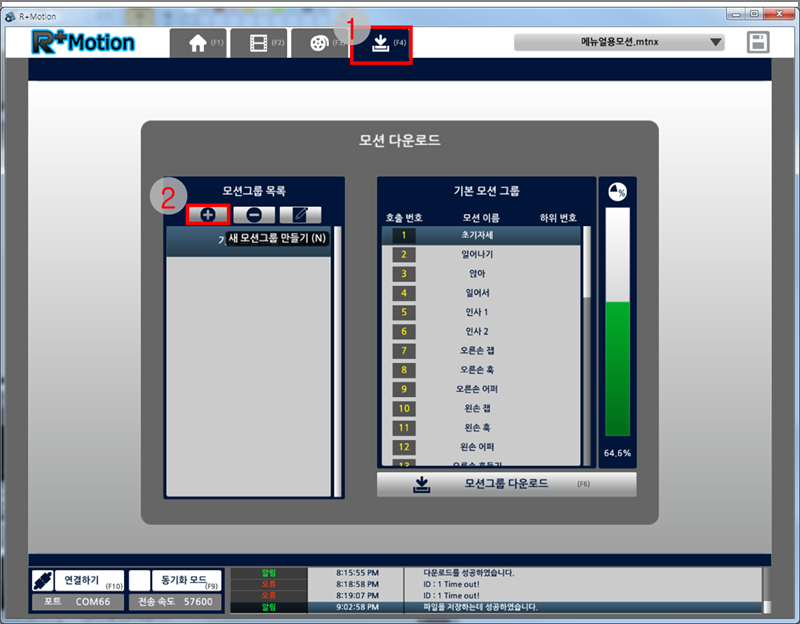 R+Motion
R+Motion
(F1)
(F2)
(F3)
1
(F4)
메뉴얼용모션.mtnx
모션 다운로드
2
모션그룹 목록
새 모션그룹 만들기 (N)
기본 모션 그룹
호출 번호 모션 이름 하위 번호
1 초기자세
2 일어나기
3 앉아
4 일어서
5 인사 1
6 인사 2
7 오른손 잽
8 오른손 훅
9 오른손 어퍼
10 왼손 잽
11 왼손 훅
12 왼손 어퍼
13
%
64.6%
모션그룹 다운로드 (F6)
연결하기 (F10)
동기화 모드 (F9)
포트 COM66
전송 속도 57600
알림 8:15:55 PM 다운로드를 성공하였습니다.
오류 8:18:58 PM ID : 1 Time out!
오류 8:19:07 PM ID : 1 Time out!
알림 9:02:58 PM 파일을 저장하는데 성공하였습니다.